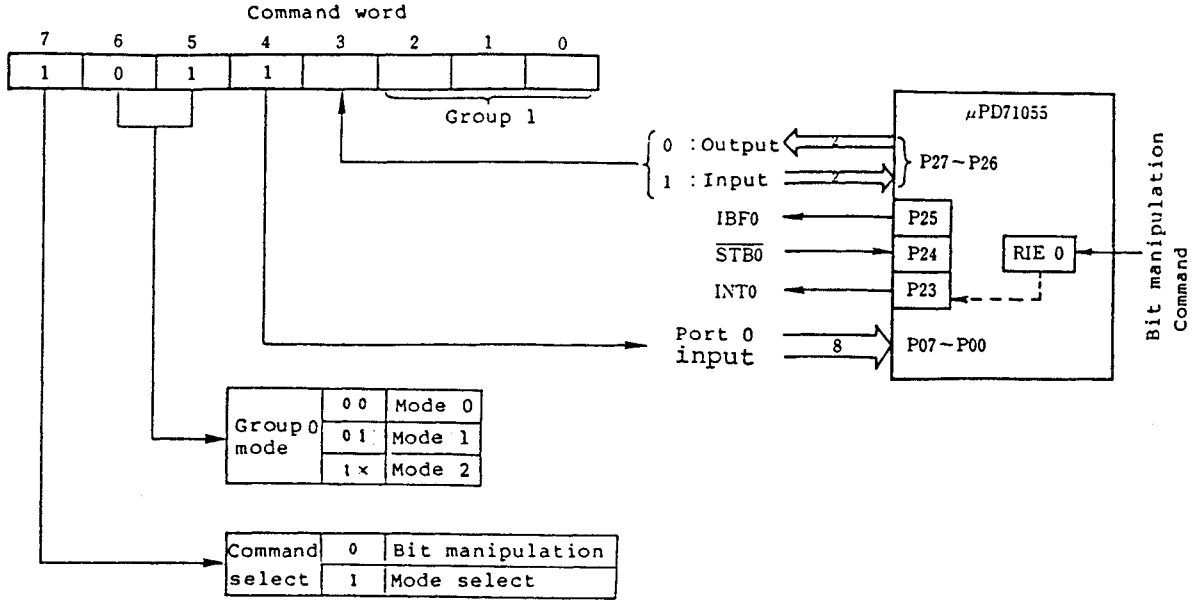 Command word
7 6 5 4 3 2 1 0
1 0 1 1
Group 1
0 : Output
1 : Input
2
2
IBF0
STB0
INT0
Port 0
input
8
μPD71055
P27~P26
P25
P24
P23
RIE 0
P07~P00
Bit manipulation
Command
Group 0
mode
0 0 Mode 0
0 1 Mode 1
1 × Mode 2
Command
select
0 Bit manipulation
1 Mode select